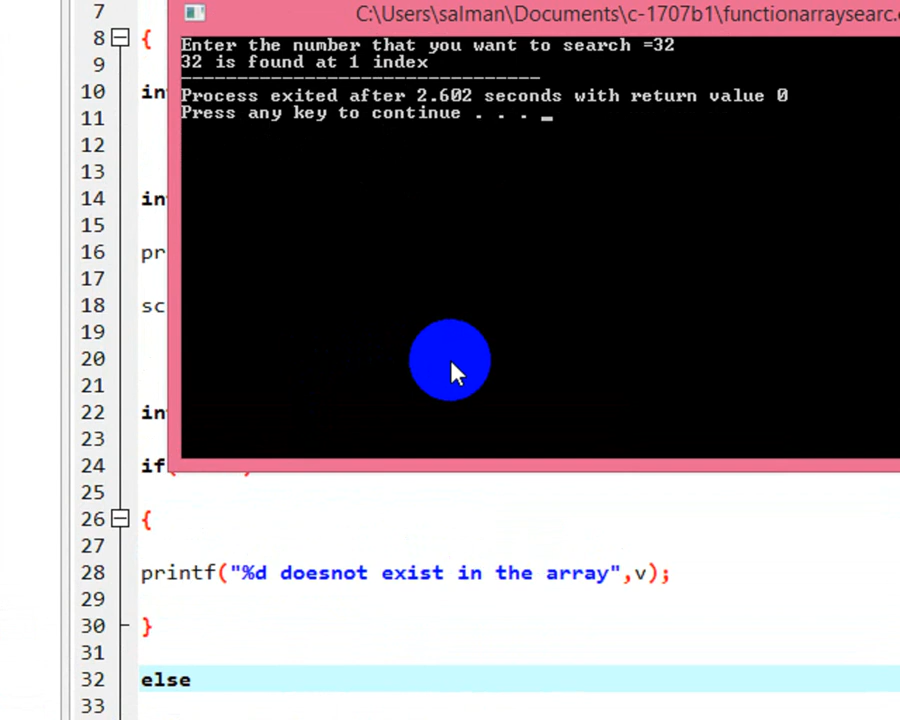 C:\Users\salman\Documents\c-1707b1\functionarraysearc.
Enter the number that you want to search =32
32 is found at 1 index
--------------------------------
Process exited after 2.602 seconds with return value 0
Press any key to continue . . .
7
8 {
9
10 in
11
12
13
14 in
15
16 pr
17
18 sc
19
20
21
22 in
23
24 if
25
26 {
27
28 printf("%d doesnot exist in the array",v);
29
30 }
31
32 else
33